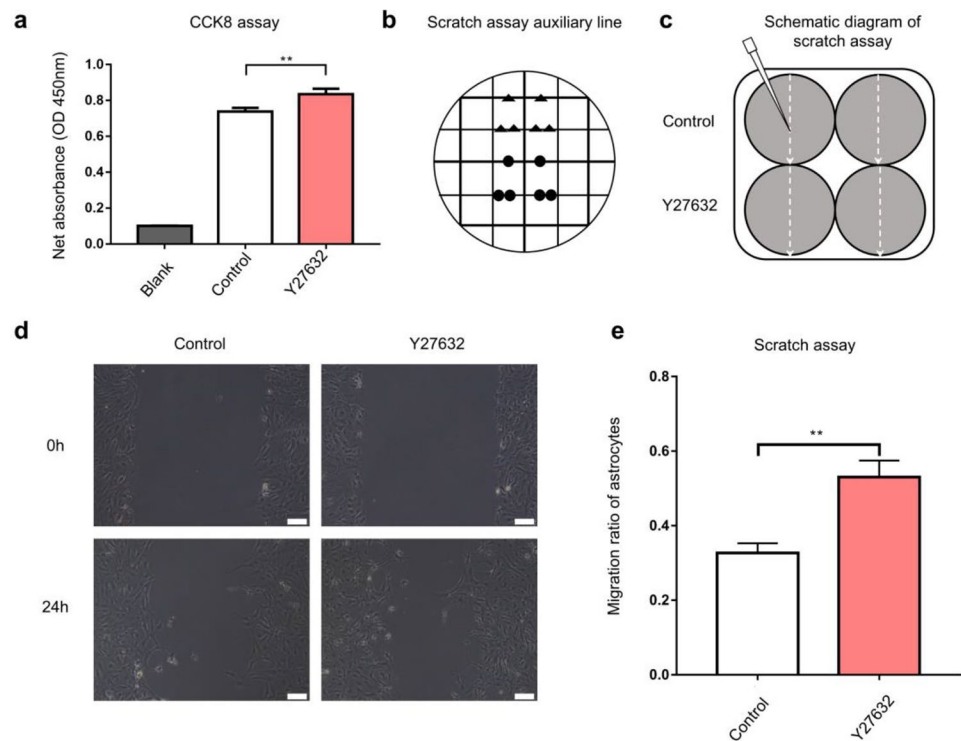 a
CCK8 assay
**
Net absorbance (OD 450nm)
1.0
0.8
0.6
0.4
0.2
0.0
Blank
Control
Y27632
b
Scratch assay auxiliary line
c
Schematic diagram of
scratch assay
Control
Y27632
d
Control
Y27632
0h
24h
e
Scratch assay
**
Migration ratio of astrocytes
0.8
0.6
0.4
0.2
0.0
Control
Y27632